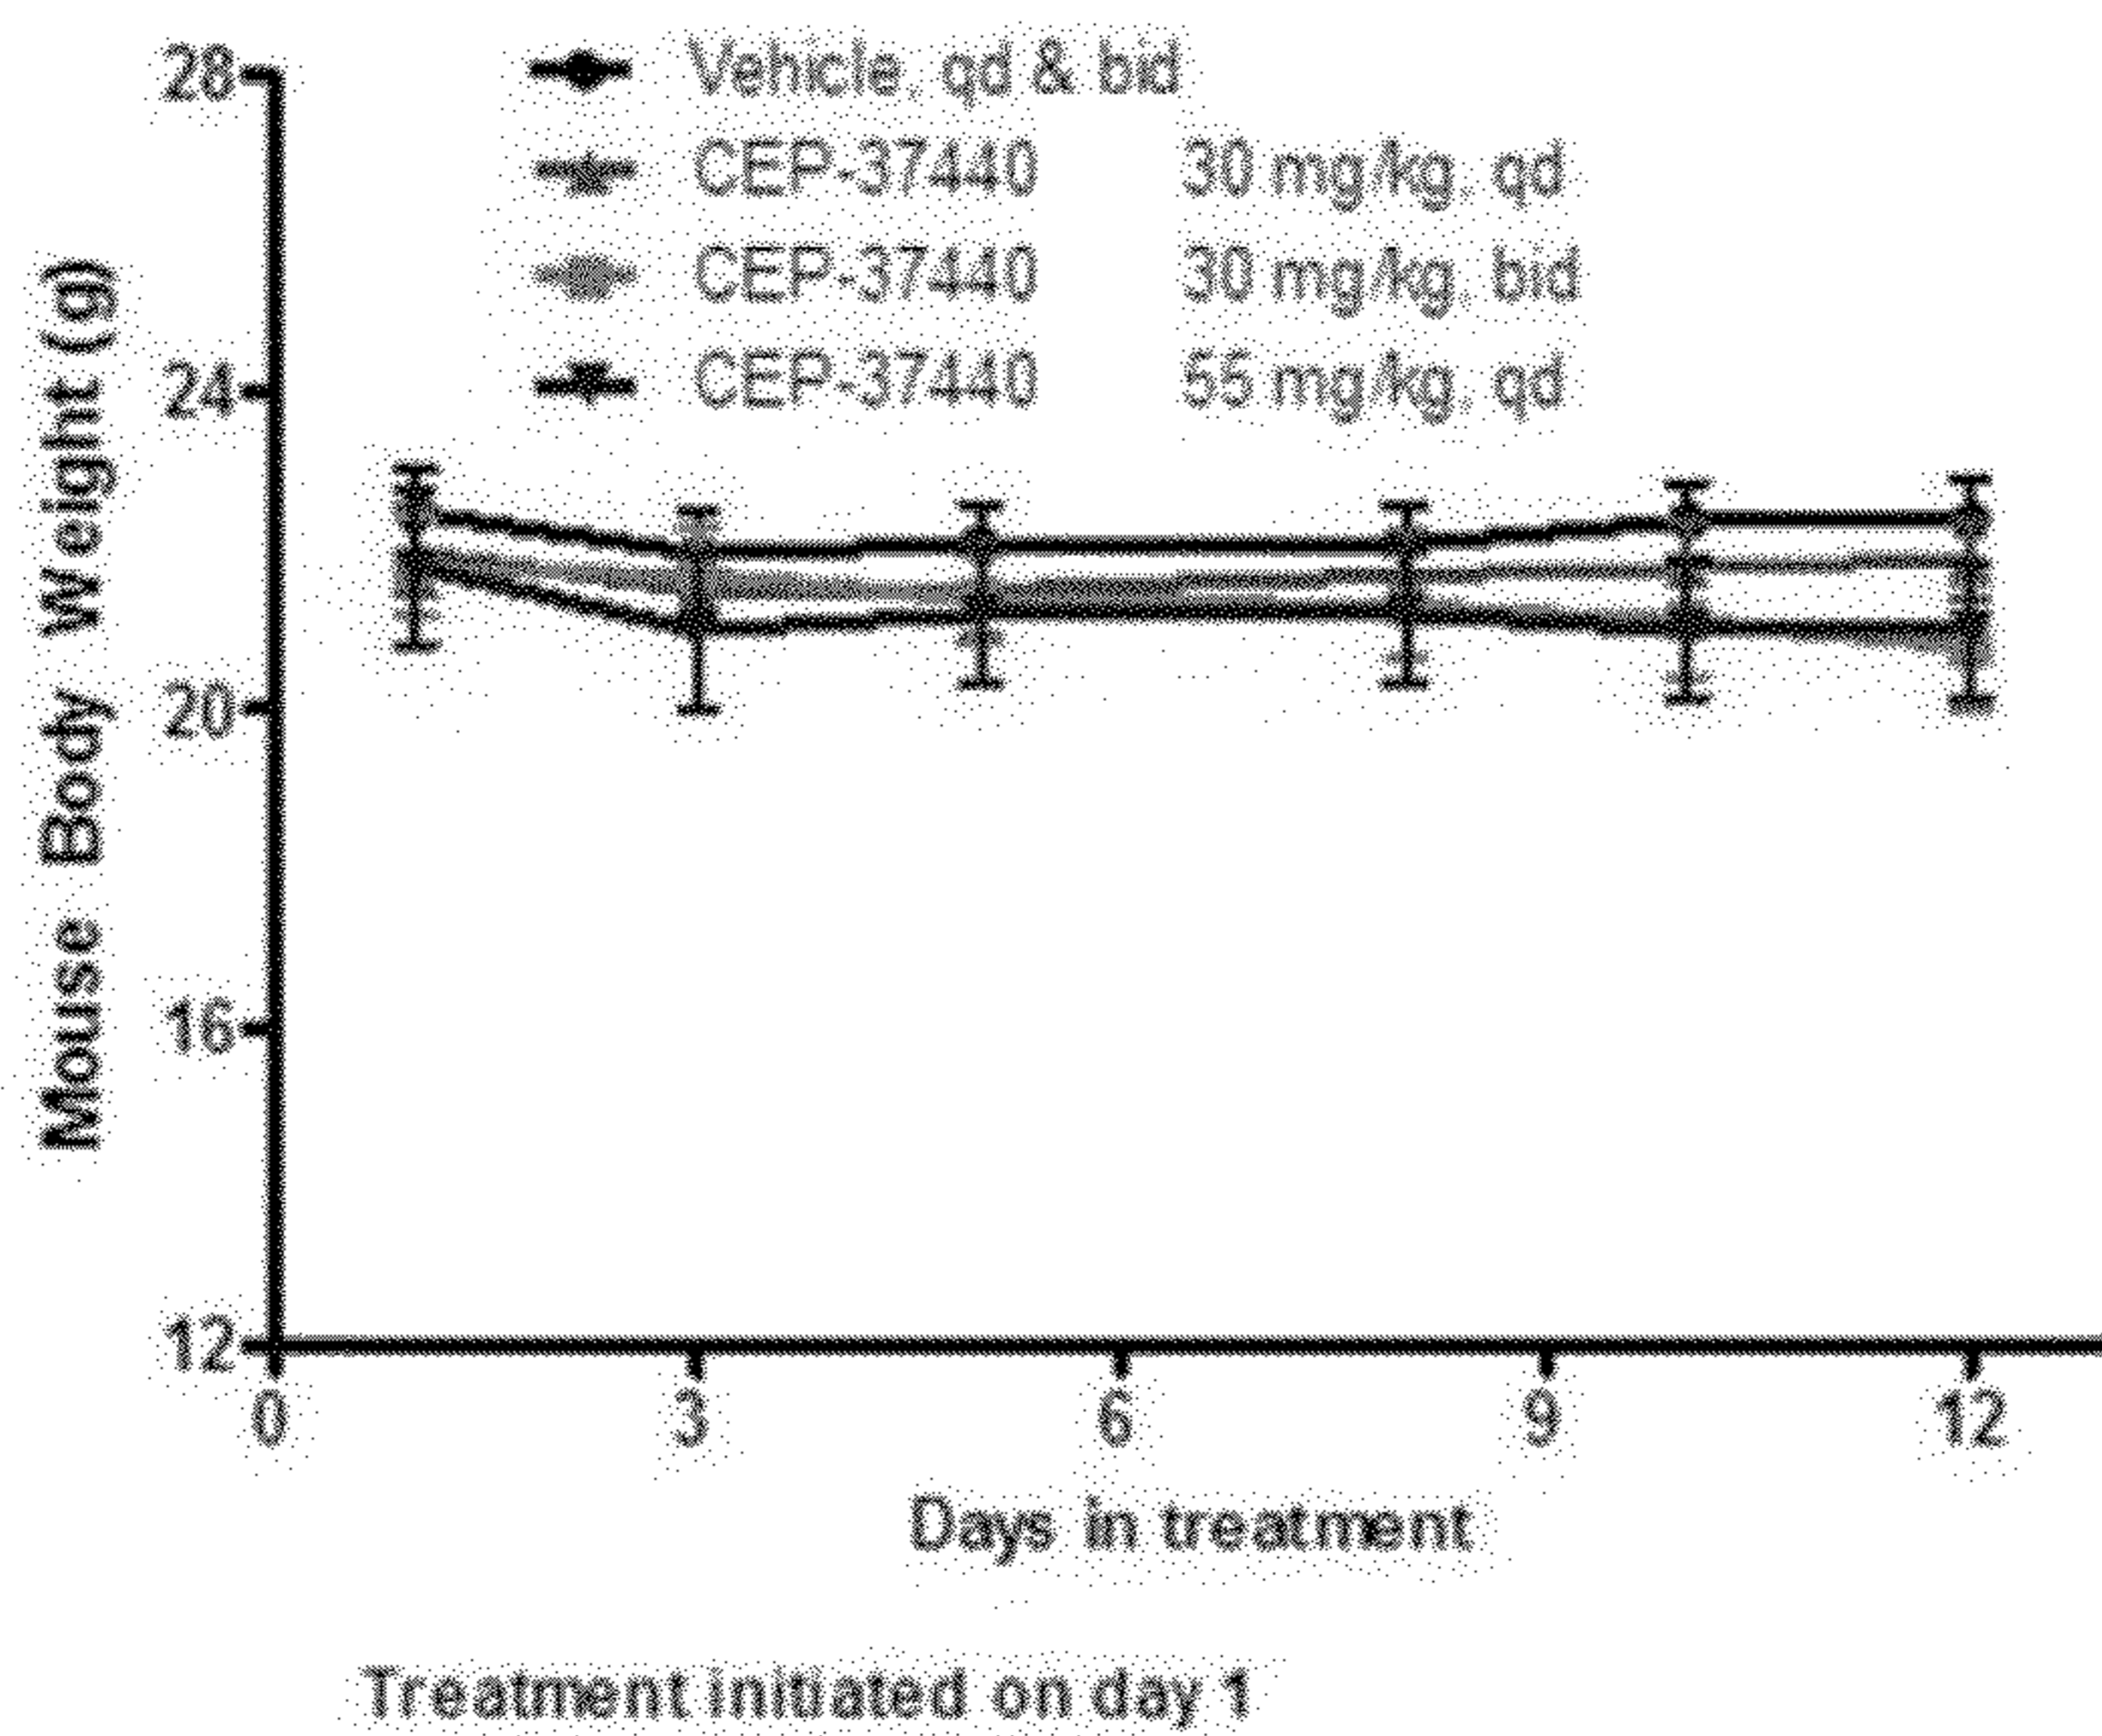 28
24
20
16
12
Mouse Body Weight (g)
Vehicle, qd & bid
CEP-37440 30 mg/kg, qd
CEP-37440 30 mg/kg, bid
CEP-37440 55 mg/kg, qd
0 3 6 9 12
Days in treatment
Treatment initiated on day 1